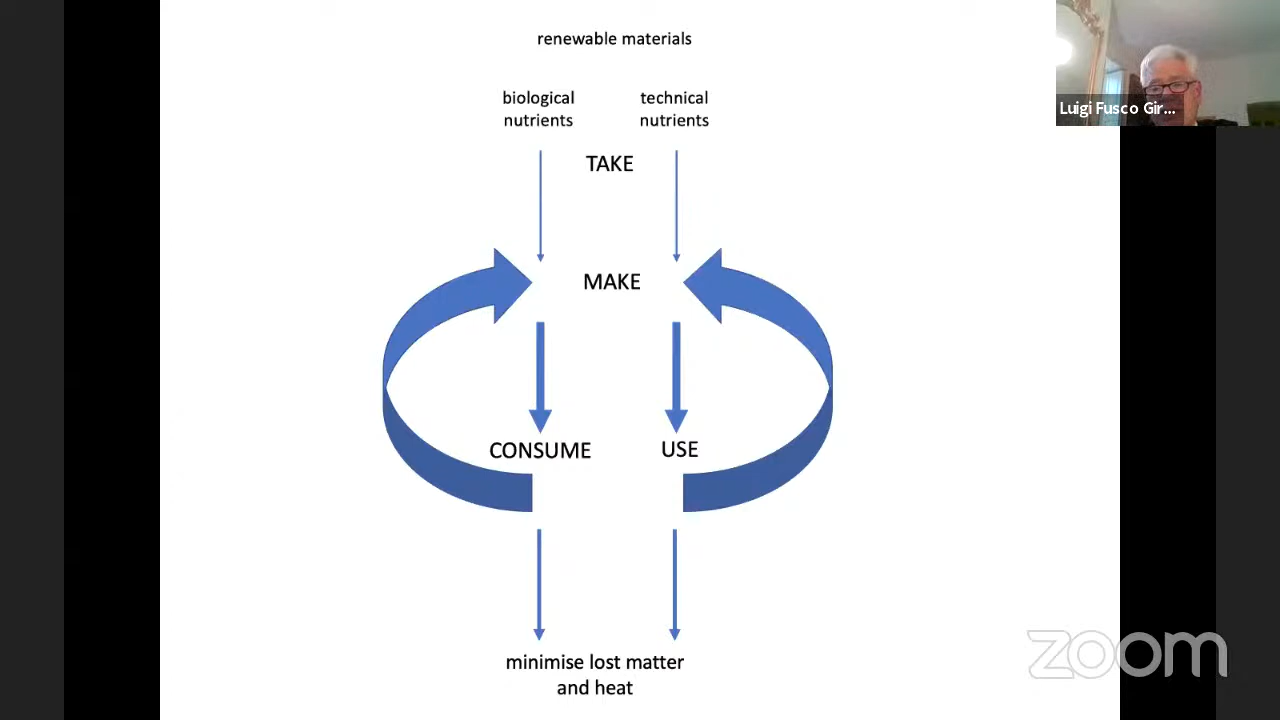 renewable materials
biological
nutrients
technical
nutrients
TAKE
MAKE
CONSUME
USE
minimise lost matter
and heat
Luigi Fusco Gir...
zoom